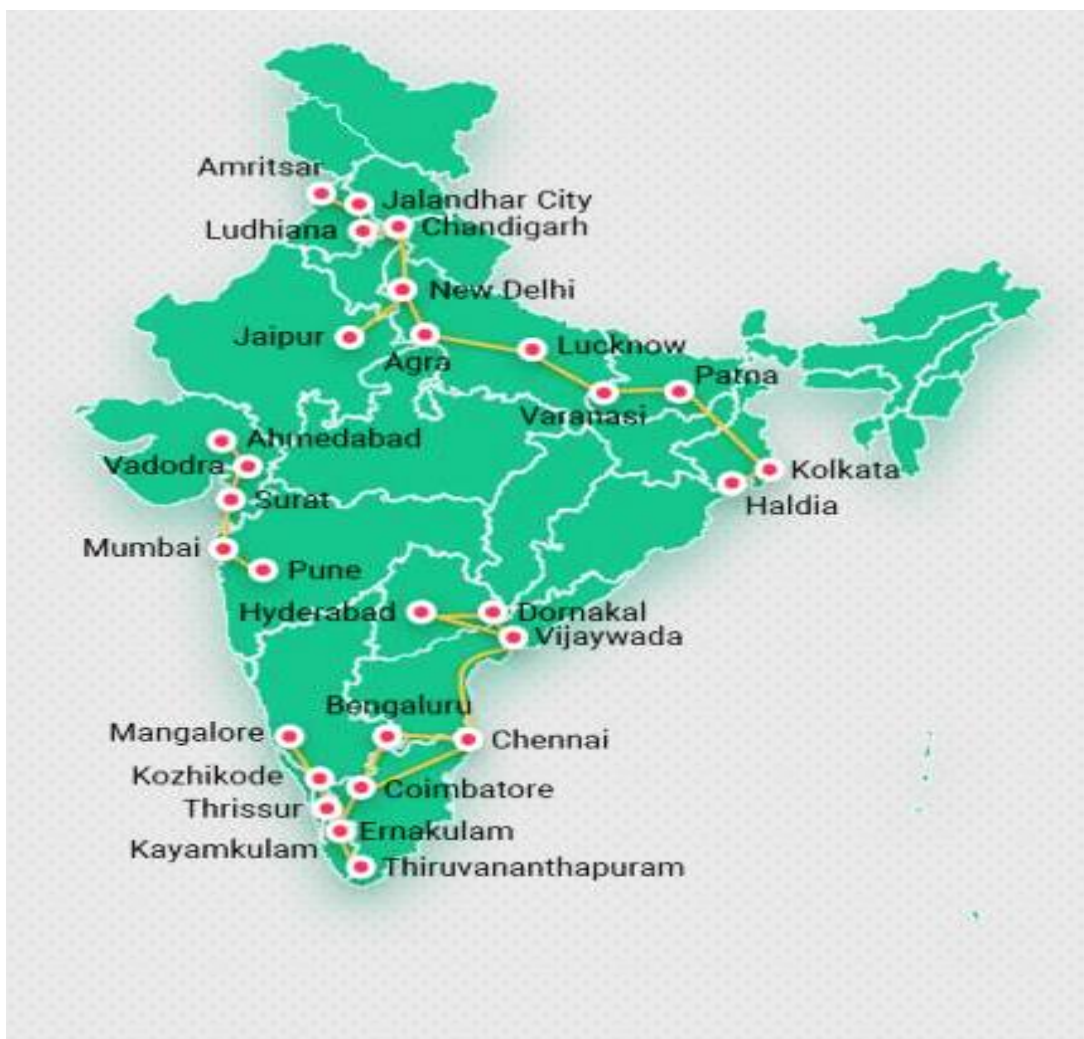 Amritsar
Jalandhar City
Ludhiana
Chandigarh
New Delhi
Jaipur
Agra
Lucknow
Patna
Varanasi
Ahmedabad
Vadodra
Kolkata
Surat
Haldia
Mumbai
Pune
Hyderabad
Dornakal
Vijaywada
Bengaluru
Mangalore
Chennai
Kozhikode
Coimbatore
Thrissur
Ernakulam
Kayamkulam
Thiruvananthapuram